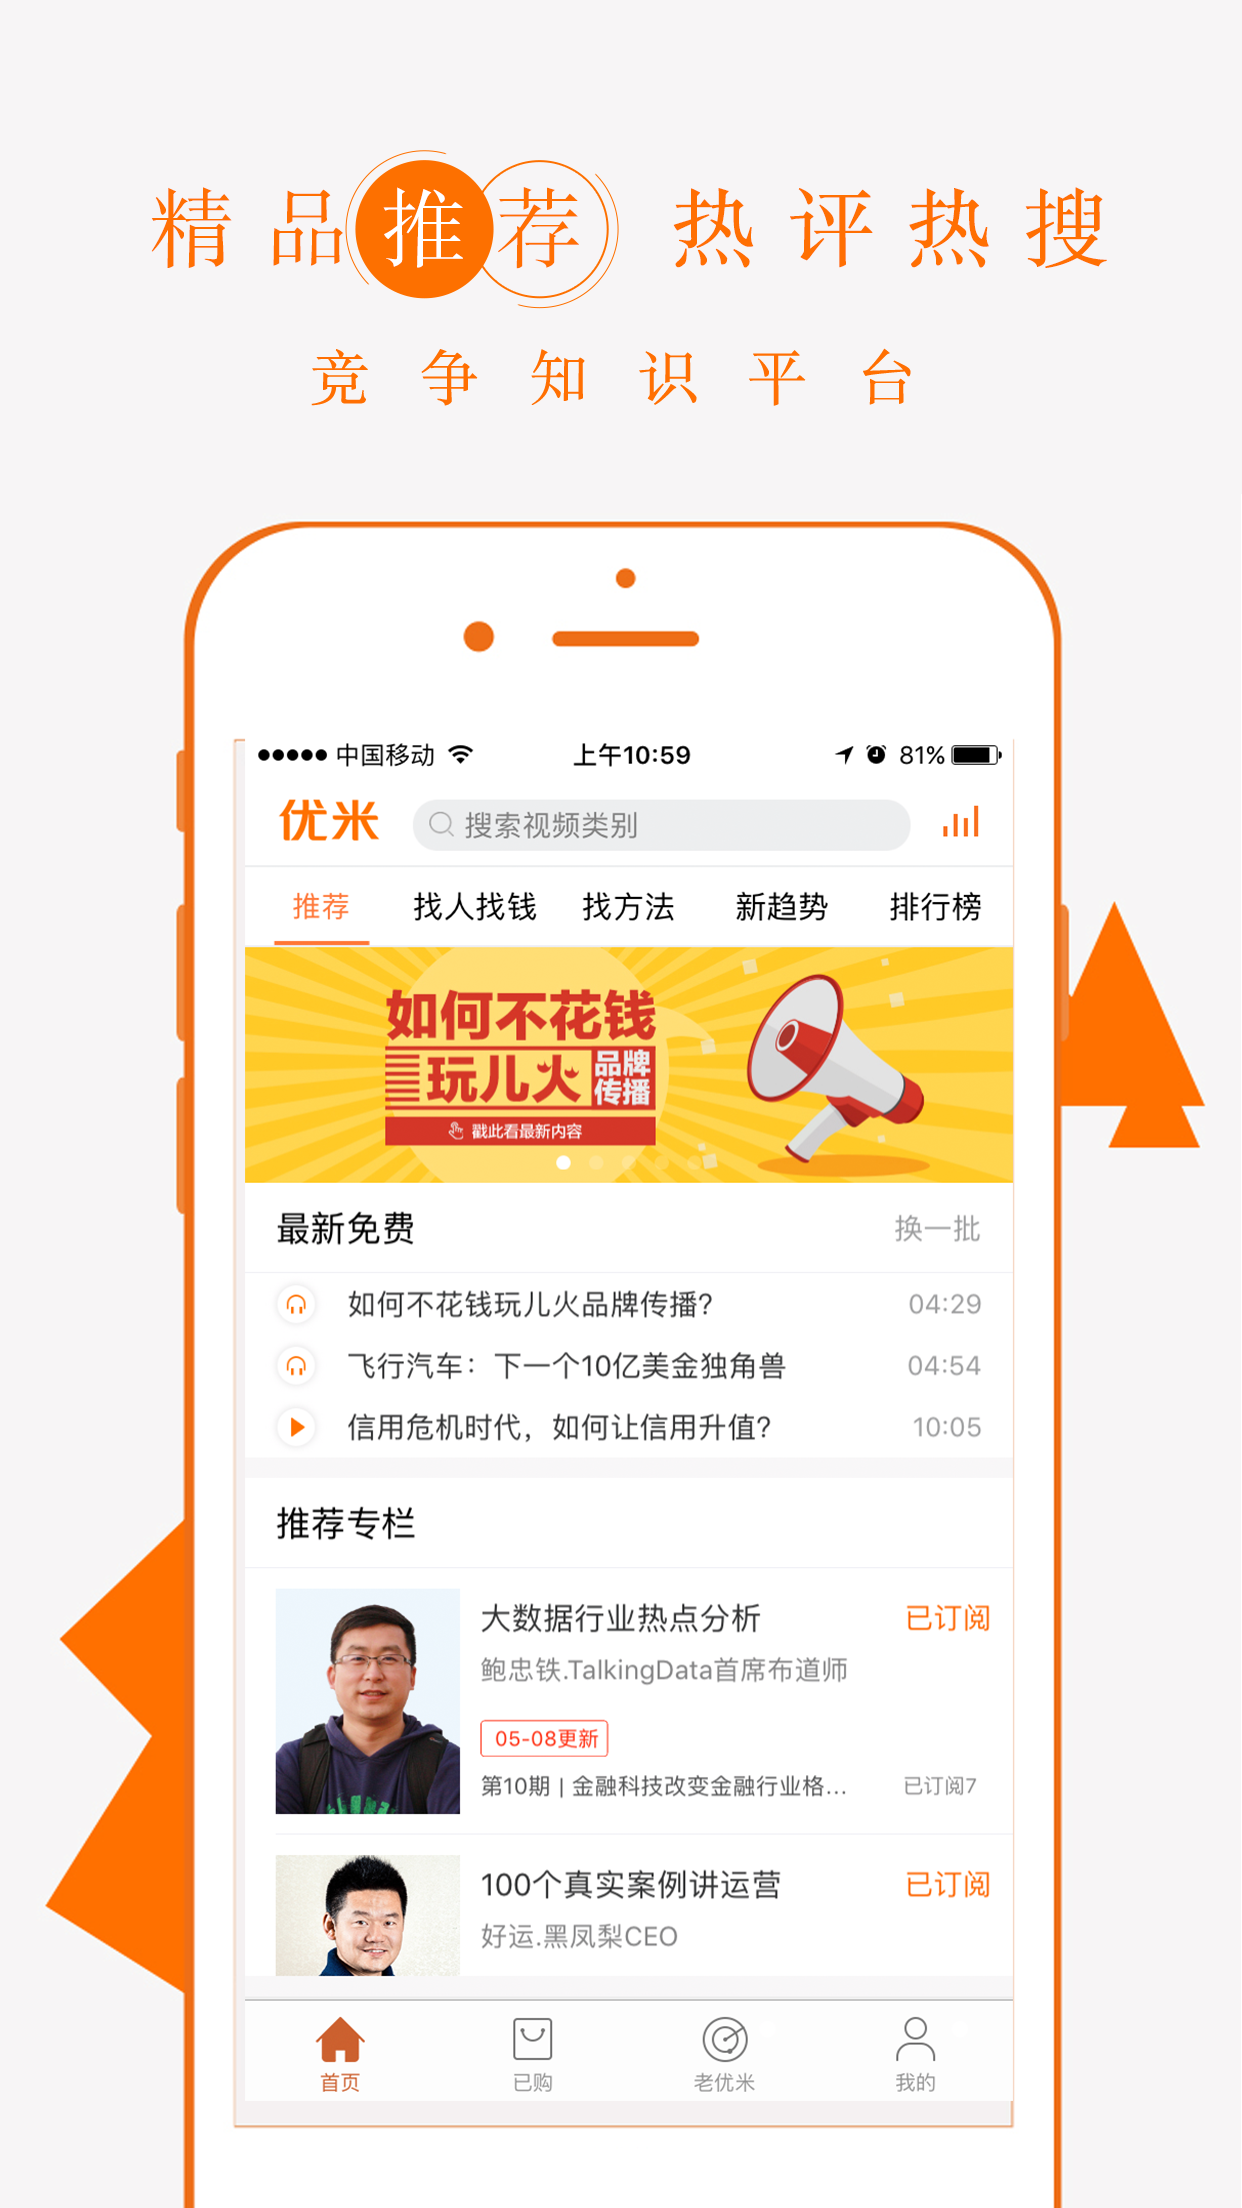 精品推荐 热评热搜
竞争知识平台
中国移动 上午10:59 81%
优米 搜索视频类别
推荐 找人找钱 找方法 新趋势 排行榜
如何不花钱
玩儿火 品牌传播
戳此看最新内容
最新免费 换一批
如何不花钱玩儿火品牌传播? 04:29
飞行汽车：下一个10亿美金独角兽 04:54
信用危机时代，如何让信用升值? 10:05
推荐专栏
大数据行业热点分析 已订阅
鲍忠铁.TalkingData首席布道师
05-08更新
第10期 | 金融科技改变金融行业格... 已订阅7
100个真实案例讲运营 已订阅
好运.黑凤梨CEO
首页 已购 老优米 我的